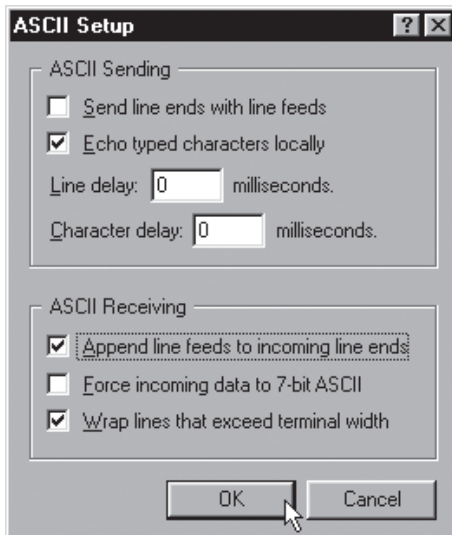 ASCII Setup
ASCII Sending
Send line ends with line feeds
Echo typed characters locally
Line delay: 0 milliseconds.
Character delay: 0 milliseconds.
ASCII Receiving
Append line feeds to incoming line ends
Force incoming data to 7-bit ASCII
Wrap lines that exceed terminal width
OK Cancel